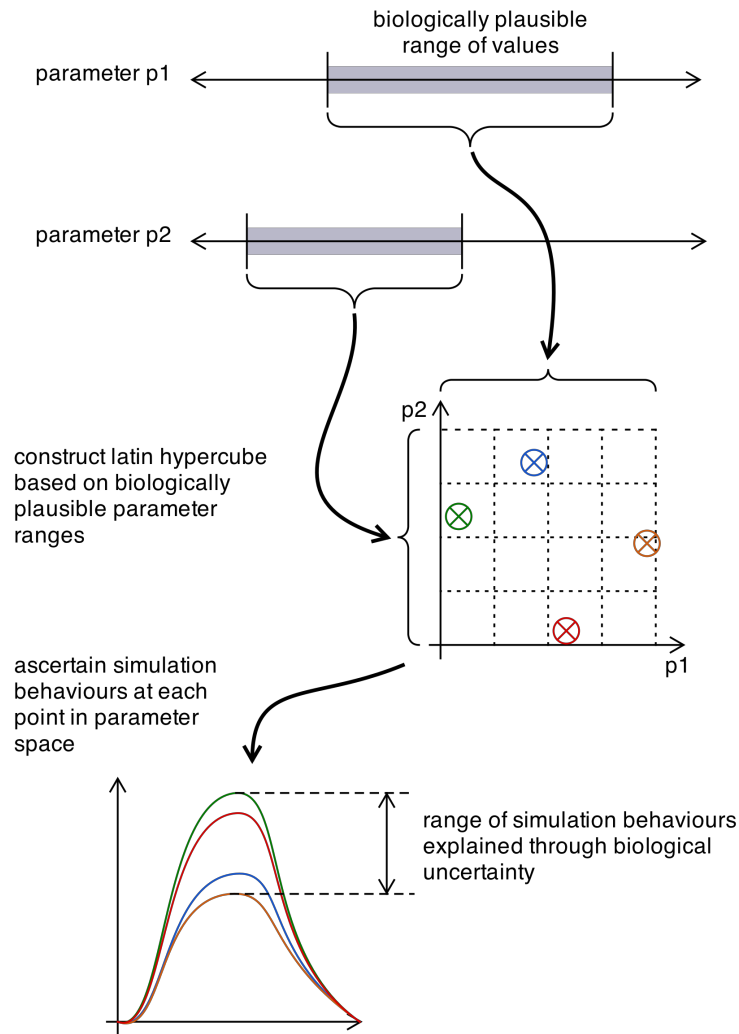 biologically plausible
range of values
parameter p1
parameter p2
p2
construct latin hypercube
based on biologically
plausible parameter
ranges
p1
ascertain simulation
behaviours at each
point in parameter
space
range of simulation behaviours
explained through biological
uncertainty